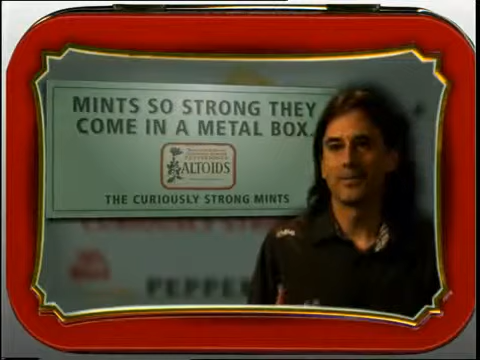 MINTS SO STRONG THEY
COME IN A METAL BOX.
ALTOIDS
THE CURIOUSLY STRONG MINTS
PEPPER